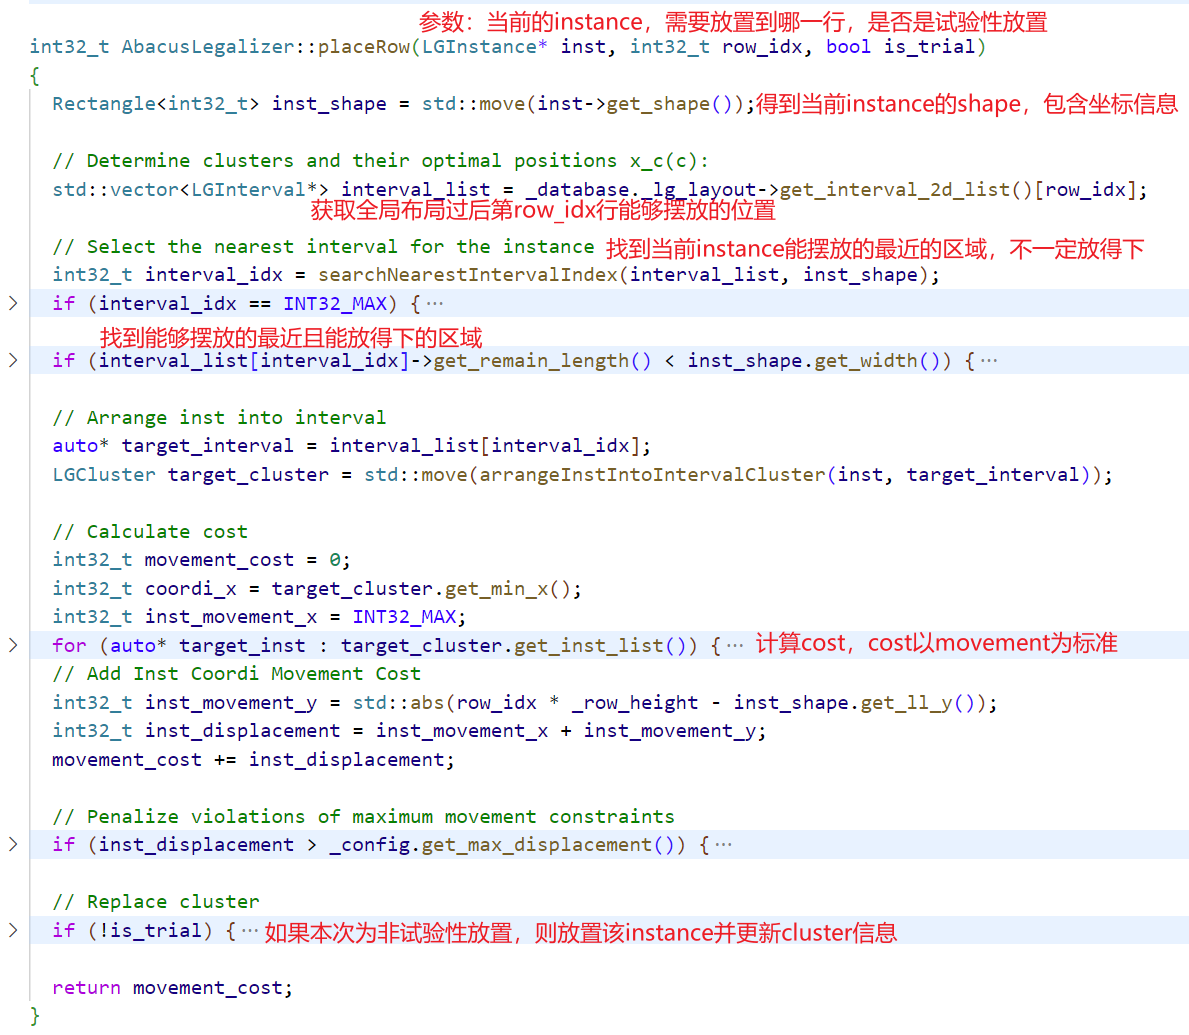 参数：当前的instance，需要放置到哪一行，是否是试验性放置
int32_t AbacusLegalizer::placeRow(LGInstance* inst, int32_t row_idx, bool is_trial)
{
Rectangle<int32_t> inst_shape = std::move(inst->get_shape());得到当前instance的shape，包含坐标信息
// Determine clusters and their optimal positions x_c(c):
std::vector<LGInterval*> interval_list = _database._lg_layout->get_interval_2d_list()[row_idx];
获取全局布局过后第row_idx行能够摆放的位置
// Select the nearest interval for the instance 找到当前instance能摆放的最近的区域，不一定放得下
int32_t interval_idx = searchNearestIntervalIndex(interval_list, inst_shape);
if (interval_idx == INT32_MAX) {…
找到能够摆放的最近且能放得下的区域
if (interval_list[interval_idx]->get_remain_length() < inst_shape.get_width()) {…
// Arrange inst into interval
auto* target_interval = interval_list[interval_idx];
LGCluster target_cluster = std::move(arrangeInstIntoIntervalCluster(inst, target_interval));
// Calculate cost
int32_t movement_cost = 0;
int32_t coordi_x = target_cluster.get_min_x();
int32_t inst_movement_x = INT32_MAX;
for (auto* target_inst : target_cluster.get_inst_list()) {… 计算cost，cost以movement为标准
// Add Inst Coordi Movement Cost
int32_t inst_movement_y = std::abs(row_idx * _row_height - inst_shape.get_ll_y());
int32_t inst_displacement = inst_movement_x + inst_movement_y;
movement_cost += inst_displacement;
// Penalize violations of maximum movement constraints
if (inst_displacement > _config.get_max_displacement()) {…
// Replace cluster
if (!is_trial) {… 如果本次为非试验性放置，则放置该instance并更新cluster信息
return movement_cost;
}